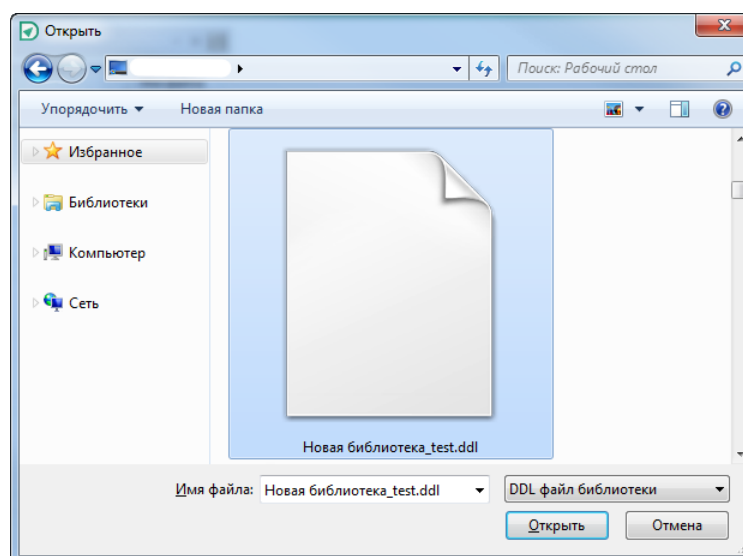 Открыть
Поиск: Рабочий стол
Упорядочить Новая папка
Избранное
Библиотеки
Компьютер
Сеть
Новая библиотека_test.ddl
Имя файла: Новая библиотека_test.ddl DDL файл библиотеки
Открыть Отмена